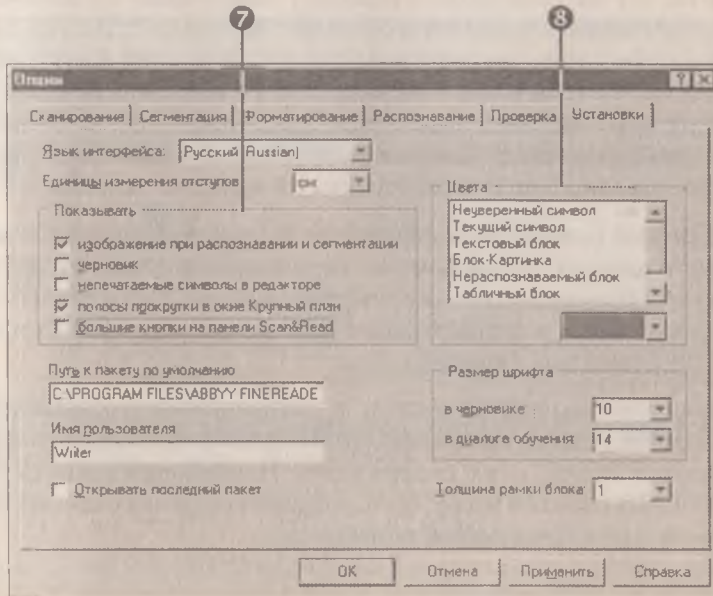 7 8
Опции
Сканирование Сегментация Форматирование Распознавание Проверка Установки
Язык интерфейса: Русский (Russian)
Единицы измерения отступов см
Показывать
изображение при распознавании и сегментации
черновик
непечатаемые символы в редакторе
полосы прокрутки в окне Крупный план
большие кнопки на панели Scan&Read
Цвета
Неуверенный символ
Текущий символ
Текстовый блок
Блок-Картинка
Нераспознаваемый блок
Табличный блок
Путь к пакету по умолчанию
C:\PROGRAM FILES\ABBYY FINEREADE
Имя пользователя
Writer
Открывать последний пакет
Размер шрифта
в черновике 10
в диалоге обучения 14
Толщина рамки блока: 1
OK Отмена Применить Справка